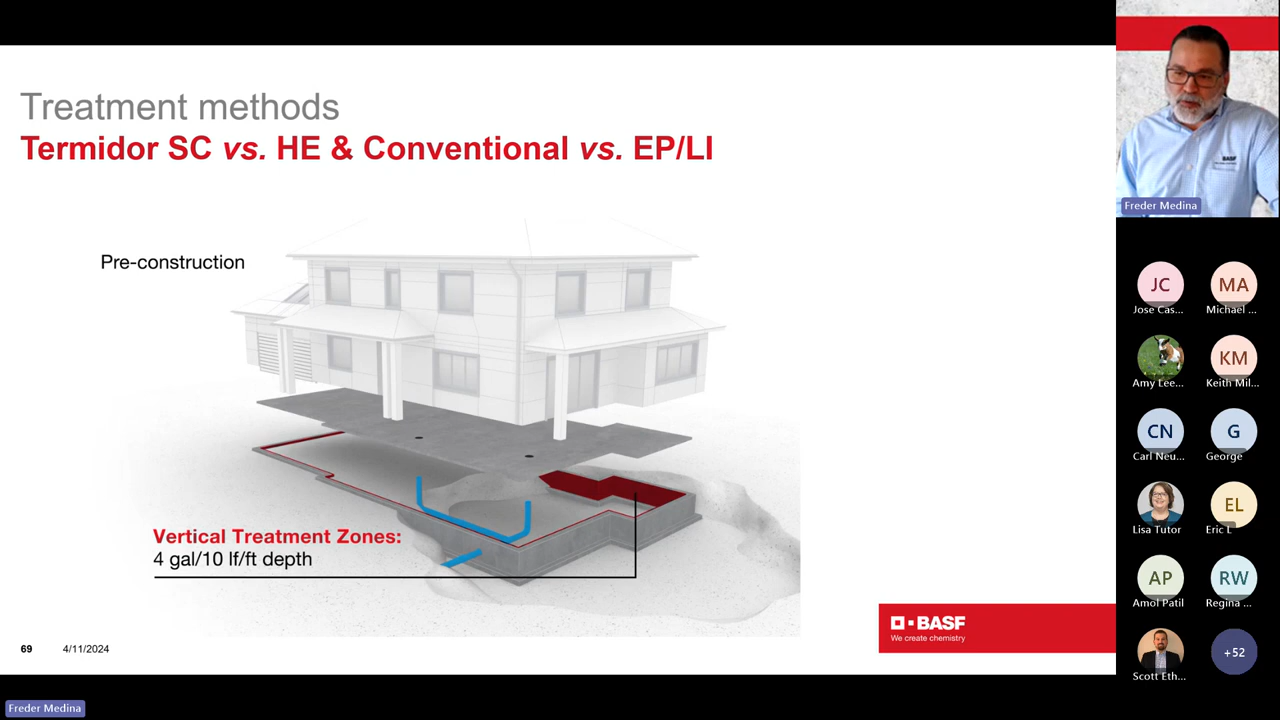 Treatment methods
Termidor SC vs. HE & Conventional vs. EP/LI
Pre-construction
Vertical Treatment Zones:
4 gal/10 lf/ft depth
69 4/11/2024
BASF
We create chemistry
BASF
Freder Medina
JC
Jose Cas...
MA
Michael ...
Amy Lee...
KM
Keith Mil...
CN
Carl Neu...
G
George
Lisa Tutor
EL
Eric L
AP
Amol Patil
RW
Regina ...
Scott Eth...
+52
Freder Medina